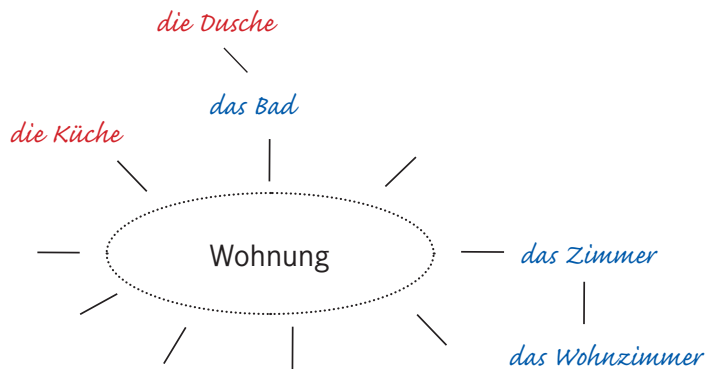 die Dusche
das Bad
die Küche
Wohnung
das Zimmer
das Wohnzimmer